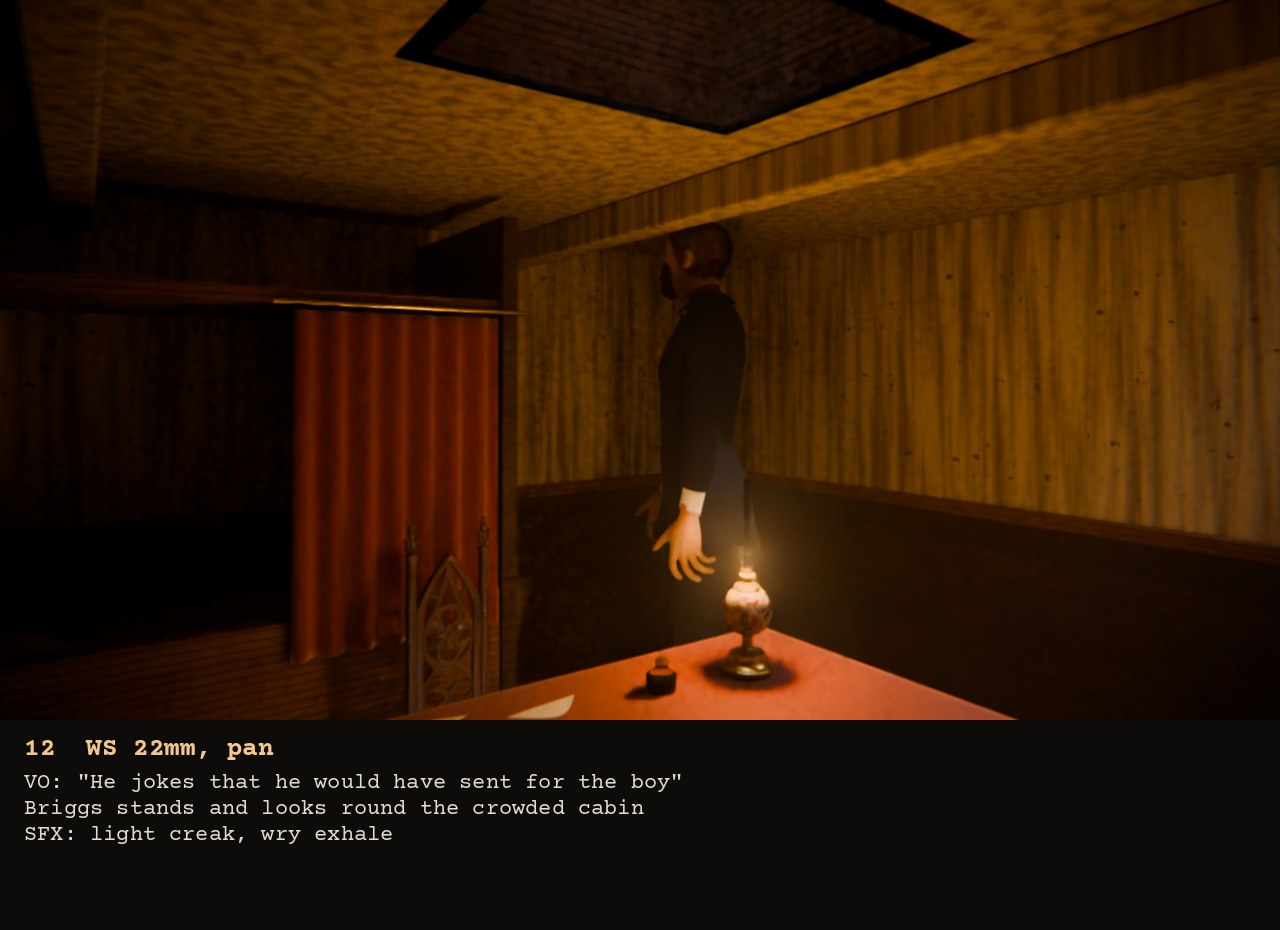 12  WS 22mm, pan
VO: "He jokes that he would have sent for the boy"
Briggs stands and looks round the crowded cabin
SFX: light creak, wry exhale